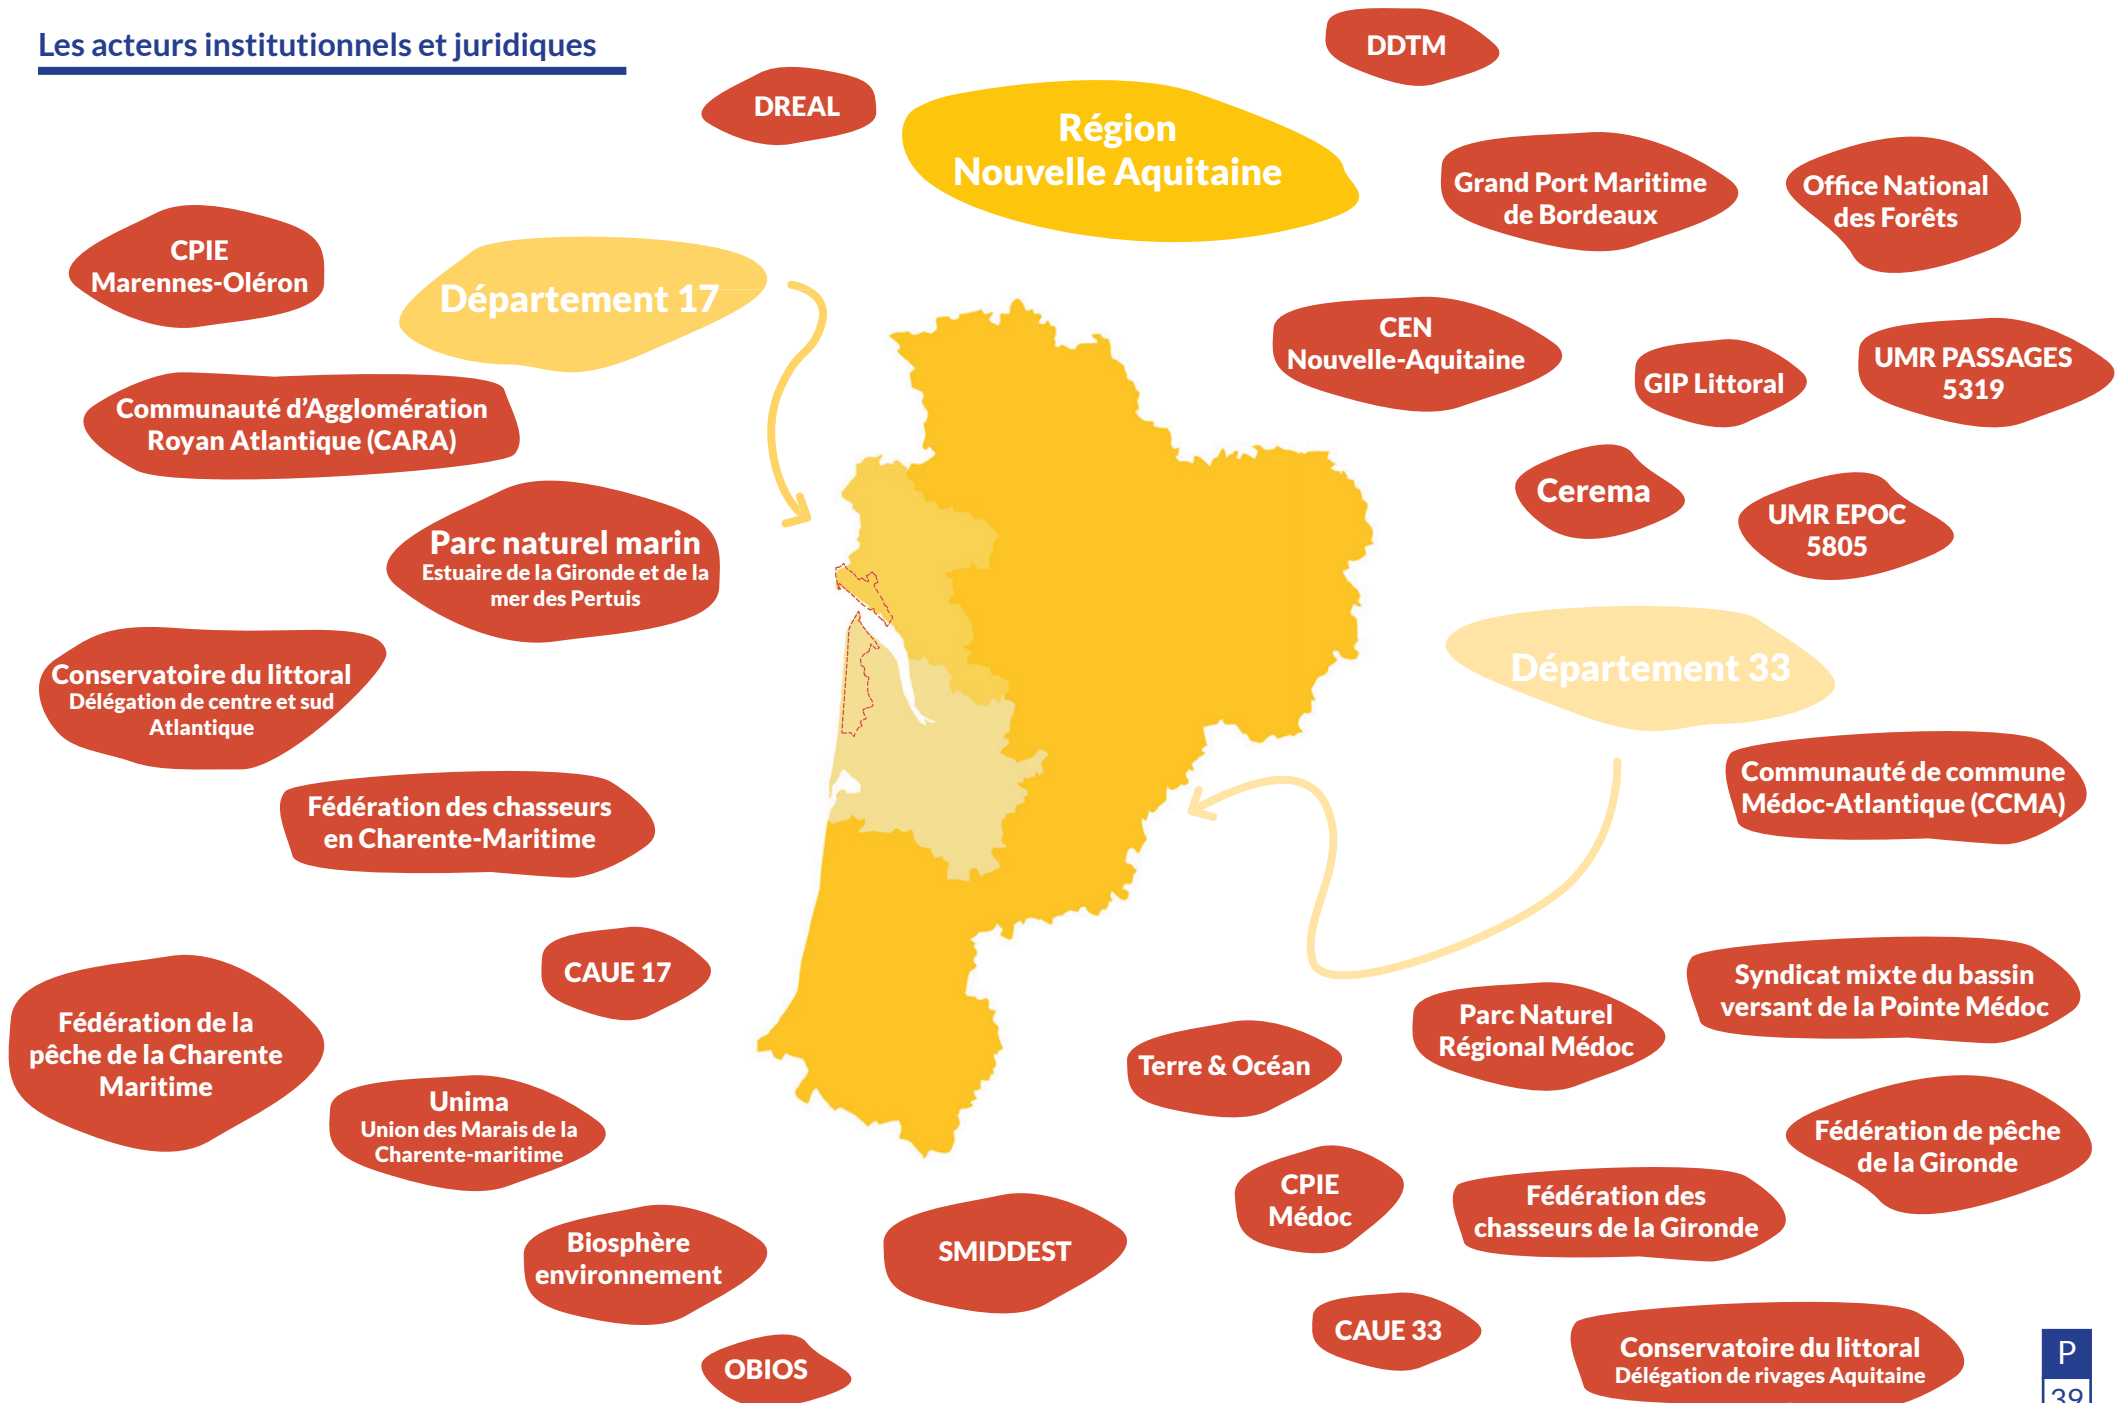 Les acteurs institutionnels et juridiques
DDTM
DREAL
Région
Nouvelle Aquitaine
Grand Port Maritime
de Bordeaux
Office National
des Forêts
CPIE
Marennes-Oléron
Département 17
CEN
Nouvelle-Aquitaine
GIP Littoral
UMR PASSAGES
5319
Communauté d'Agglomération
Royan Atlantique (CARA)
Cerema
UMR EPOC
5805
Parc naturel marin
Estuaire de la Gironde et de la
mer des Pertuis
Conservatoire du littoral
Délégation de centre et sud
Atlantique
Département 33
Communauté de commune
Médoc-Atlantique (CCMA)
Fédération des chasseurs
en Charente-Maritime
CAUE 17
Syndicat mixte du bassin
versant de la Pointe Médoc
Parc Naturel
Régional Médoc
Fédération de la
pêche de la Charente
Maritime
Terre & Océan
Unima
Union des Marais de la
Charente-maritime
Fédération de pêche
de la Gironde
CPIE
Médoc
Fédération des
chasseurs de la Gironde
Biosphère
environnement
SMIDDEST
CAUE 33
Conservatoire du littoral
Délégation de rivages Aquitaine
OBIOS
P
39